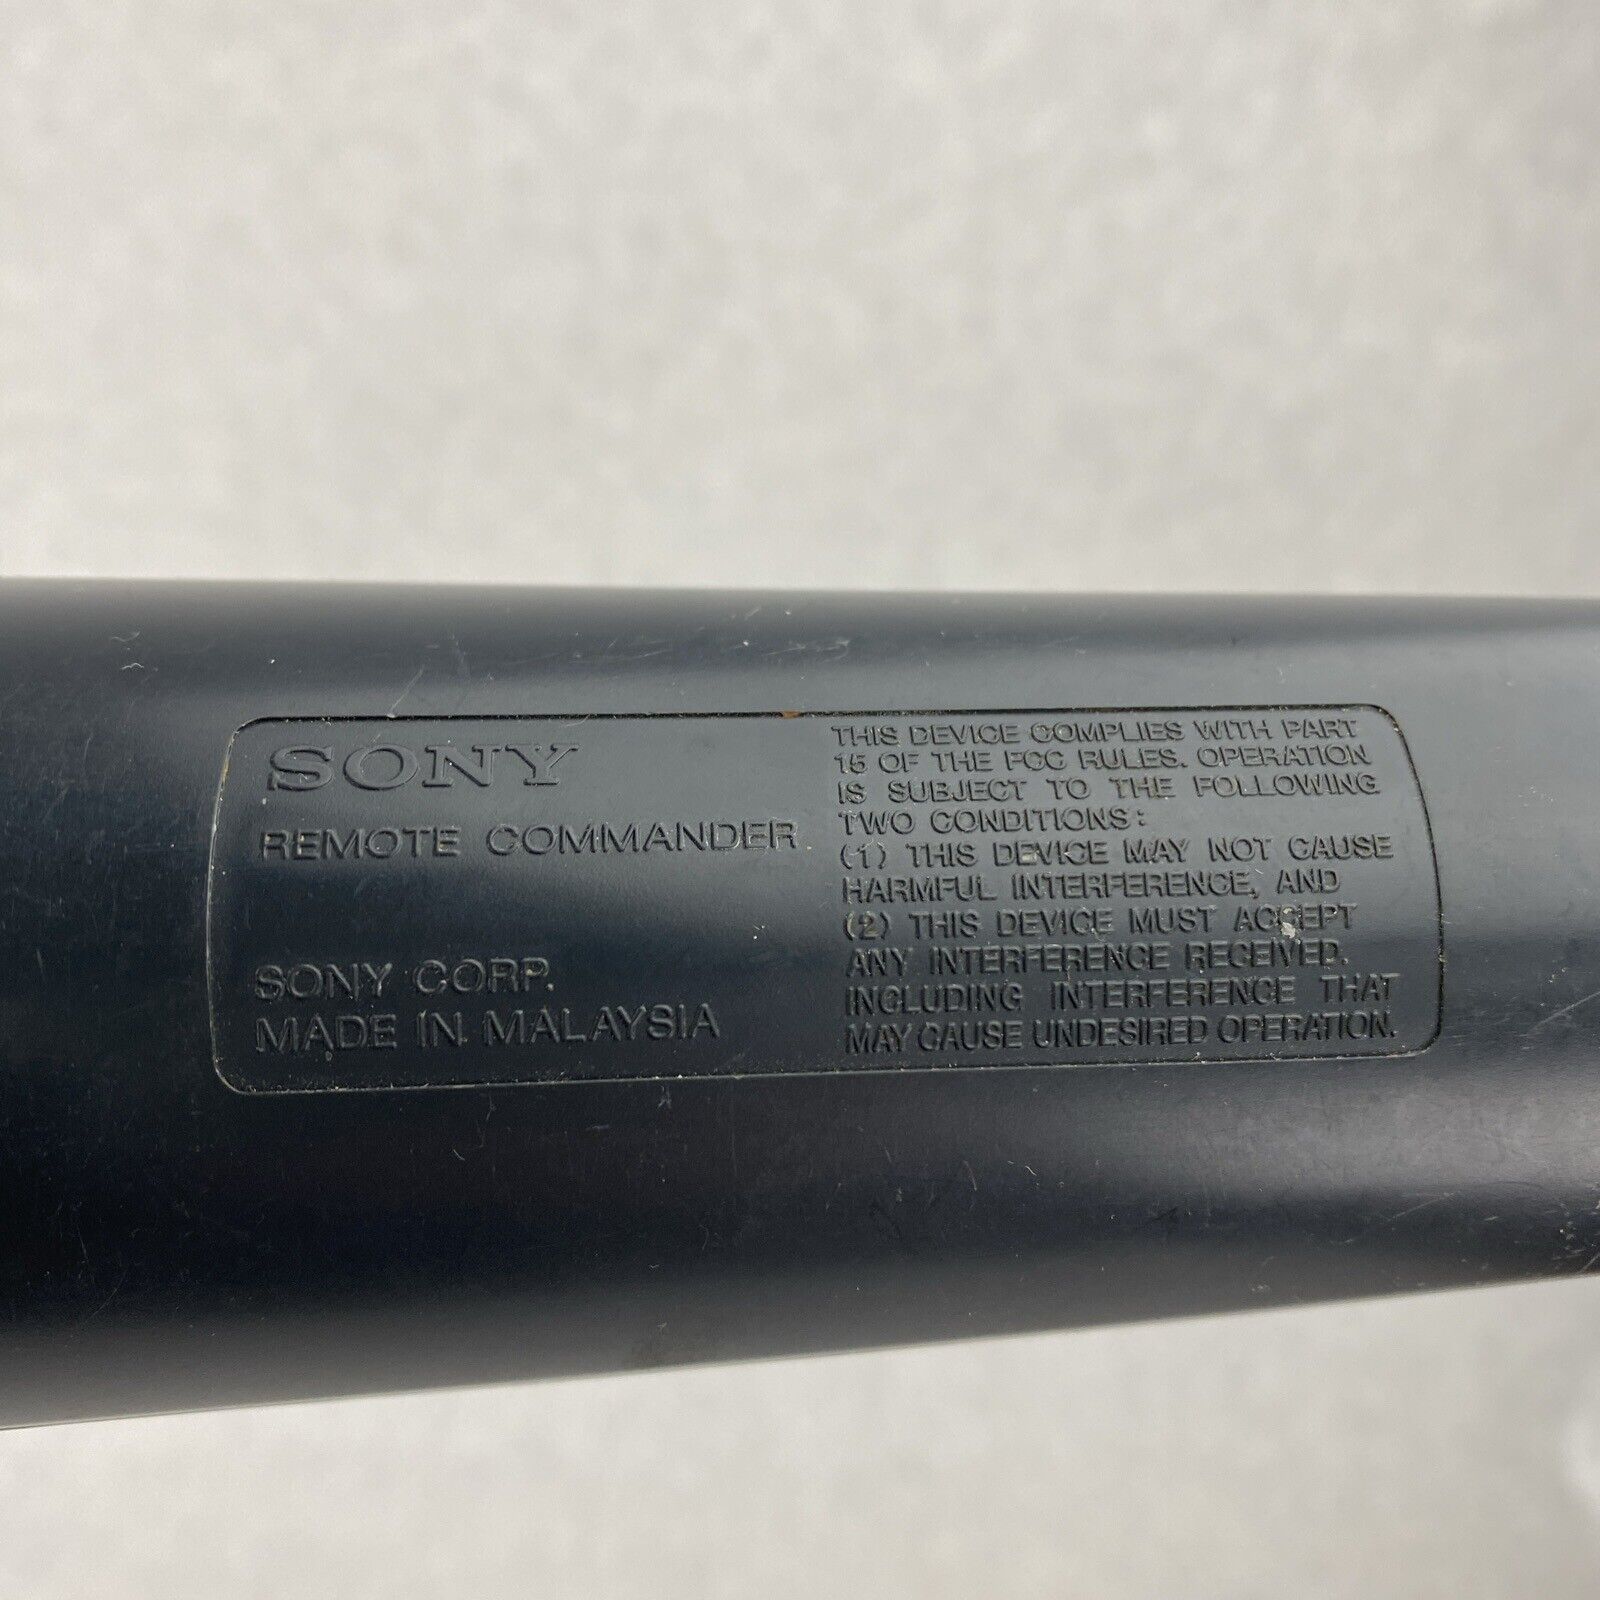 SONY
REMOTE COMMANDER
SONY CORP.
MADE IN MALAYSIA
THIS DEVICE COMPLIES WITH PART
15 OF THE FCC RULES. OPERATION
IS SUBJECT TO THE FOLLOWING
TWO CONDITIONS:
(1) THIS DEVICE MAY NOT CAUSE
HARMFUL INTERFERENCE, AND
(2) THIS DEVICE MUST ACCEPT
ANY INTERFERENCE RECEIVED.
INCLUDING INTERFERENCE THAT
MAY CAUSE UNDESIRED OPERATION.